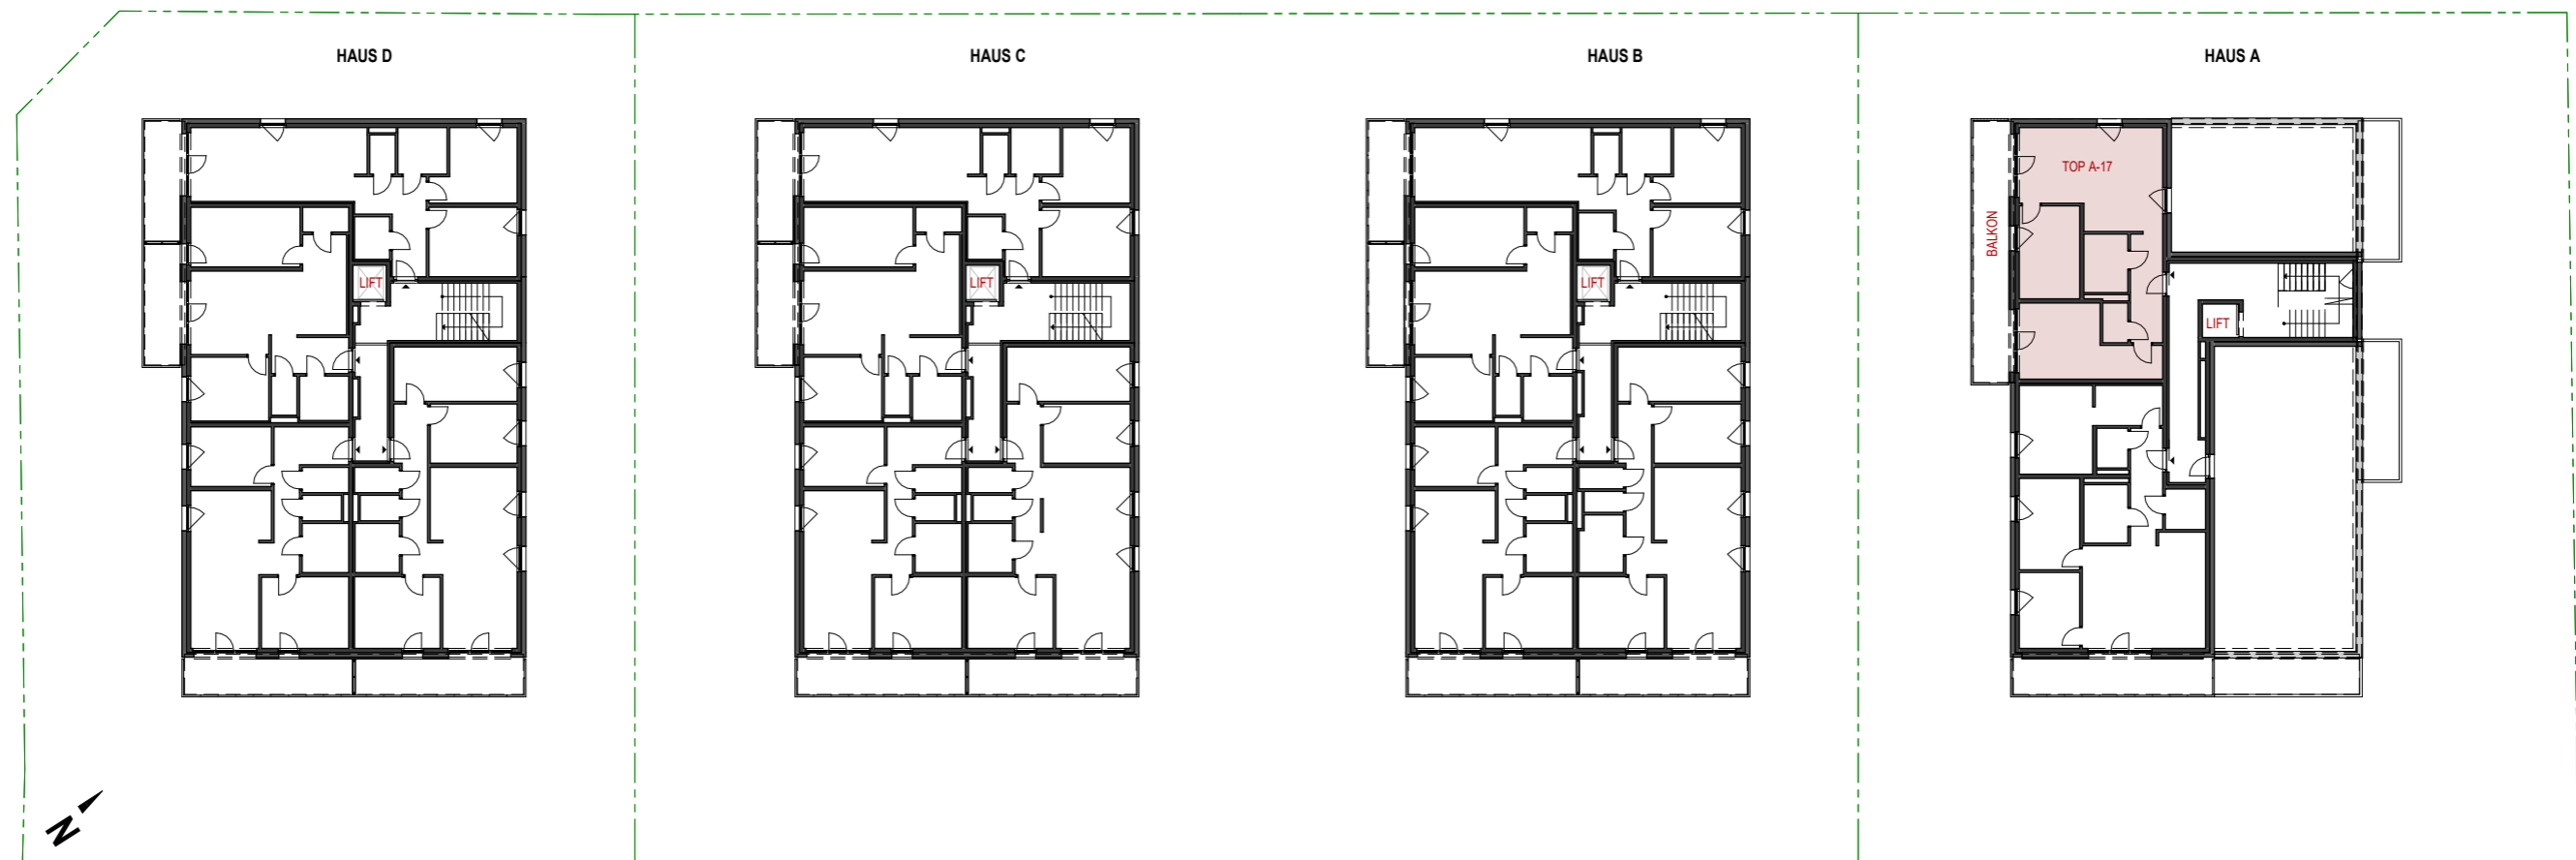 HAUS D
HAUS C
HAUS B
HAUS A
TOP A-17
BALKON
LIFT
LIFT
LIFT
LIFT
N